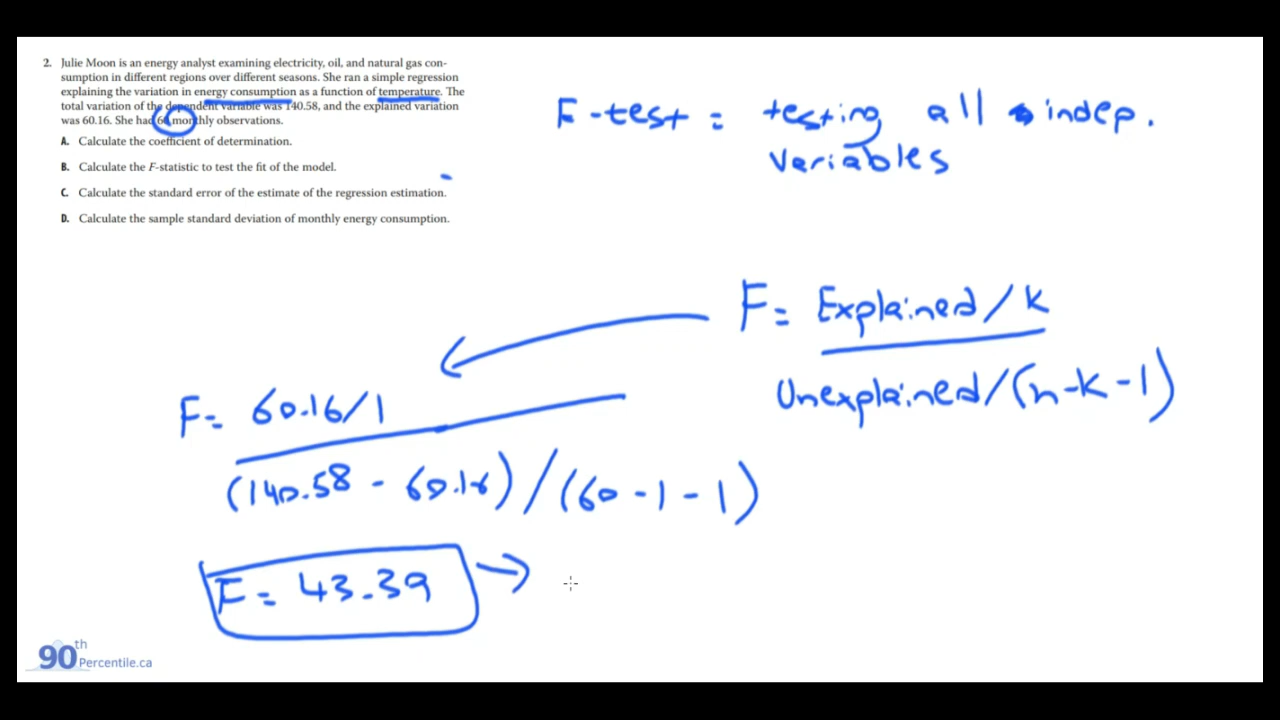 2. Julie Moon is an energy analyst examining electricity, oil, and natural gas con-
sumption in different regions over different seasons. She ran a simple regression
explaining the variation in energy consumption as a function of temperature. The
total variation of the dependent variable was 140.58, and the explained variation
was 60.16. She had 60 monthly observations.
A. Calculate the coefficient of determination.
B. Calculate the F-statistic to test the fit of the model.
C. Calculate the standard error of the estimate of the regression estimation.
D. Calculate the sample standard deviation of monthly energy consumption.
F-test = testing all indep.
variables
F = Explained/k
Unexplained/(n-k-1)
F = 60.16/1
(140.58 - 60.16)/(60-1-1)
F = 43.39 →
90th
Percentile.ca